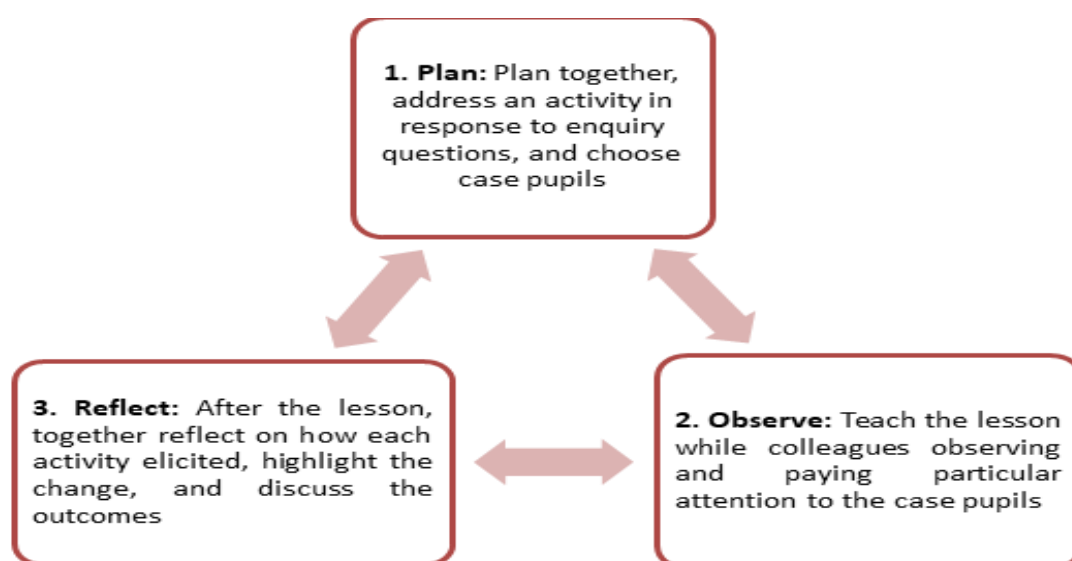 1. Plan: Plan together,
address an activity in
response to enquiry
questions, and choose
case pupils
2. Observe: Teach the lesson
while colleagues observing
and paying particular
attention to the case pupils
3. Reflect: After the lesson,
together reflect on how each
activity elicited, highlight the
change, and discuss the
outcomes